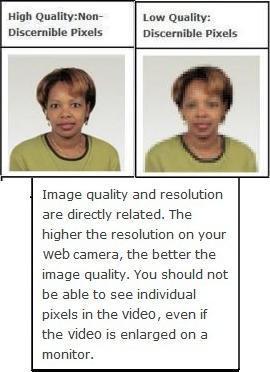 High Quality:Non-
Discernible Pixels
Low Quality:
Discernible Pixels
Image quality and resolution
are directly related. The
higher the resolution on your
web camera, the better the
image quality. You should not
be able to see individual
pixels in the video, even if
the video is enlarged on a
monitor.